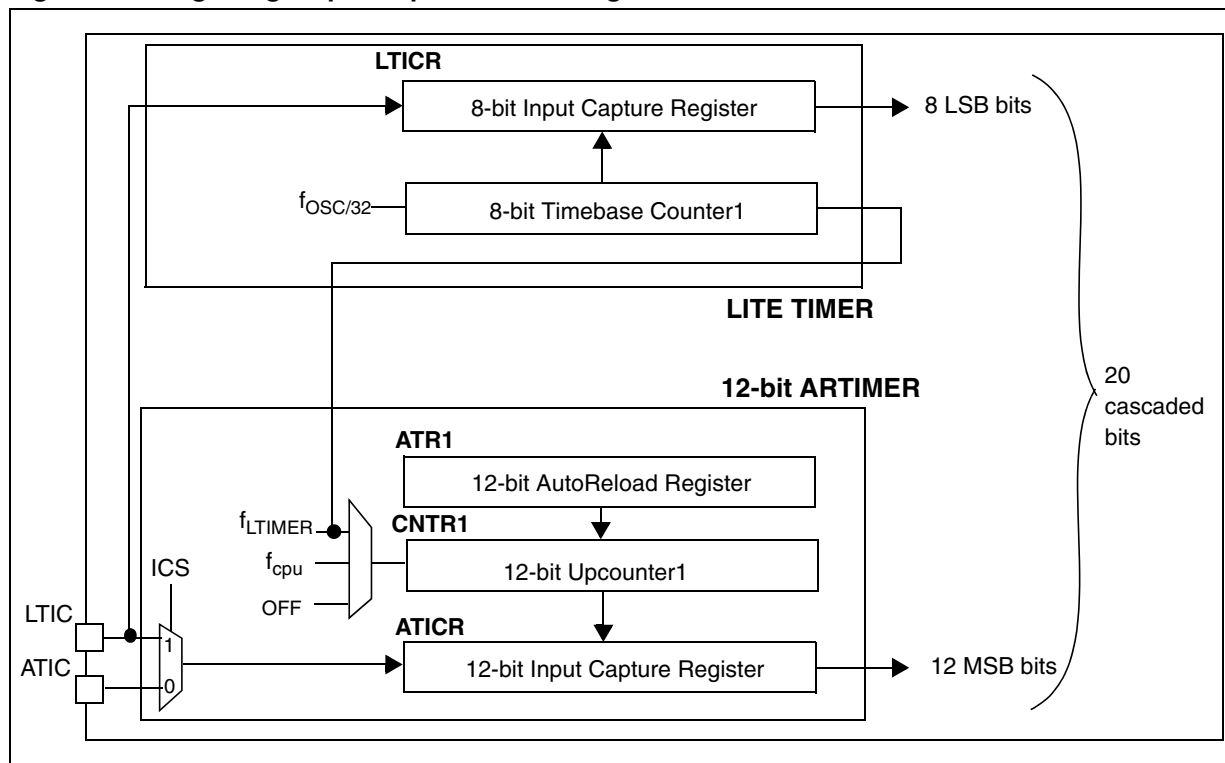 LTICR
8-bit Input Capture Register
8 LSB bits
fOSC/32
8-bit Timebase Counter1
LITE TIMER
12-bit ARTIMER
20
cascaded
bits
ATR1
12-bit AutoReload Register
fLTIMER
CNTR1
fcpu
12-bit Upcounter1
ICS
OFF
LTIC
ATICR
1
ATIC
12-bit Input Capture Register
12 MSB bits
0